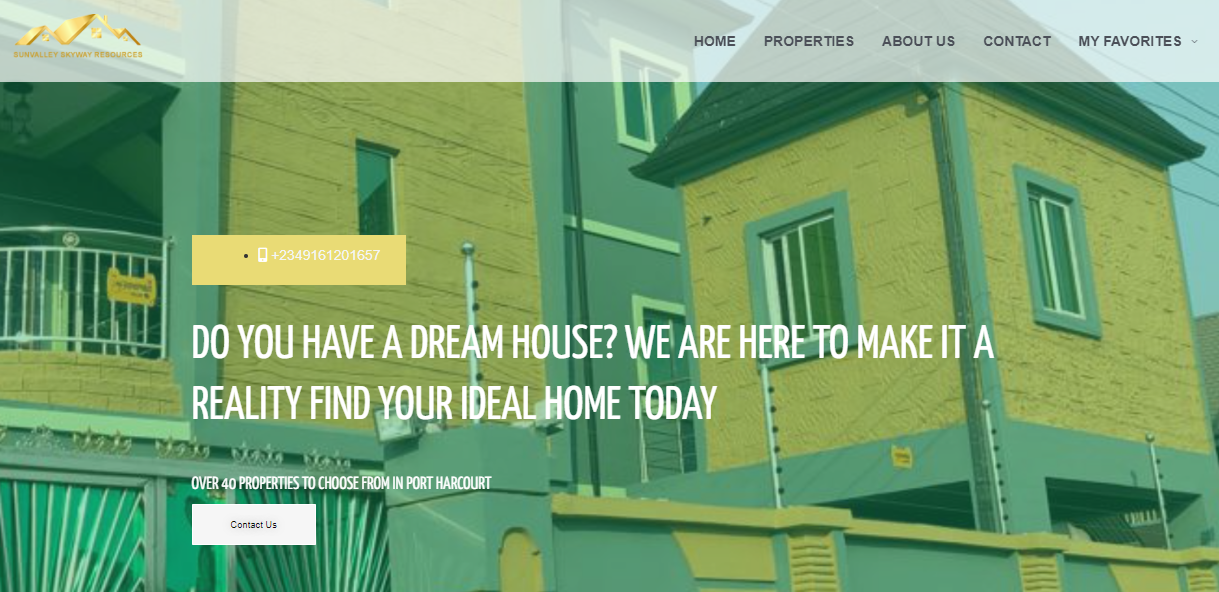 SUNVALLEY SKYWAY RESOURCES
HOME PROPERTIES ABOUT US CONTACT MY FAVORITES
+2349161201657
DO YOU HAVE A DREAM HOUSE? WE ARE HERE TO MAKE IT A
REALITY FIND YOUR IDEAL HOME TODAY
OVER 40 PROPERTIES TO CHOOSE FROM IN PORT HARCOURT
Contact Us